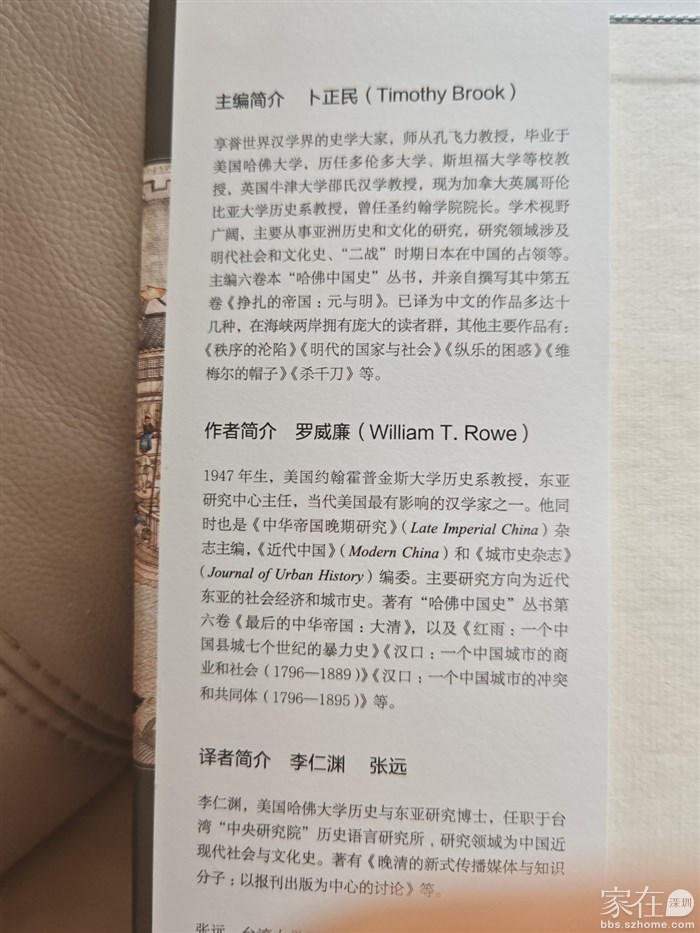 主编简介 卜正民（Timothy Brook）
享誉世界汉学界的史学大家，师从孔飞力教授，毕业于
美国哈佛大学，历任多伦多大学、斯坦福大学等校教
授，英国牛津大学邵氏汉学教授，现为加拿大英属哥伦
比亚大学历史系教授，曾任圣约翰学院院长。学术视野
广阔，主要从事亚洲历史和文化的研究，研究领域涉及
明代社会和文化史、“二战”时期日本在中国的占领等。
主编六卷本“哈佛中国史”丛书，并亲自撰写其中第五
卷《挣扎的帝国：元与明》。已译为中文的作品多达十
几种，在海峡两岸拥有庞大的读者群，其他主要作品有：
《秩序的沦陷》《明代的国家与社会》《纵乐的困惑》《维
梅尔的帽子》《杀千刀》等。
作者简介 罗威廉（William T. Rowe）
1947 年生，美国约翰霍普金斯大学历史系教授，东亚
研究中心主任，当代美国最有影响的汉学家之一。他同
时也是《中华帝国晚期研究》（Late Imperial China）杂
志主编，《近代中国》（Modern China）和《城市史杂志》
（Journal of Urban History）编委。主要研究方向为近代
东亚的社会经济和城市史。著有“哈佛中国史”丛书第
六卷《最后的中华帝国：大清》，以及《红雨：一个中
国县城七个世纪的暴力史》《汉口：一个中国城市的商
业和社会（1796—1889）》《汉口：一个中国城市的冲突
和共同体（1796—1895）》等。
译者简介 李仁渊 张远
李仁渊，美国哈佛大学历史与东亚研究博士，任职于台
湾“中央研究院”历史语言研究所，研究领域为中国近
现代社会与文化史。著有《晚清的新式传播媒体与知识
分子：以报刊出版为中心的讨论》等。
张远，台湾
家在深圳
bbs.szhome.com